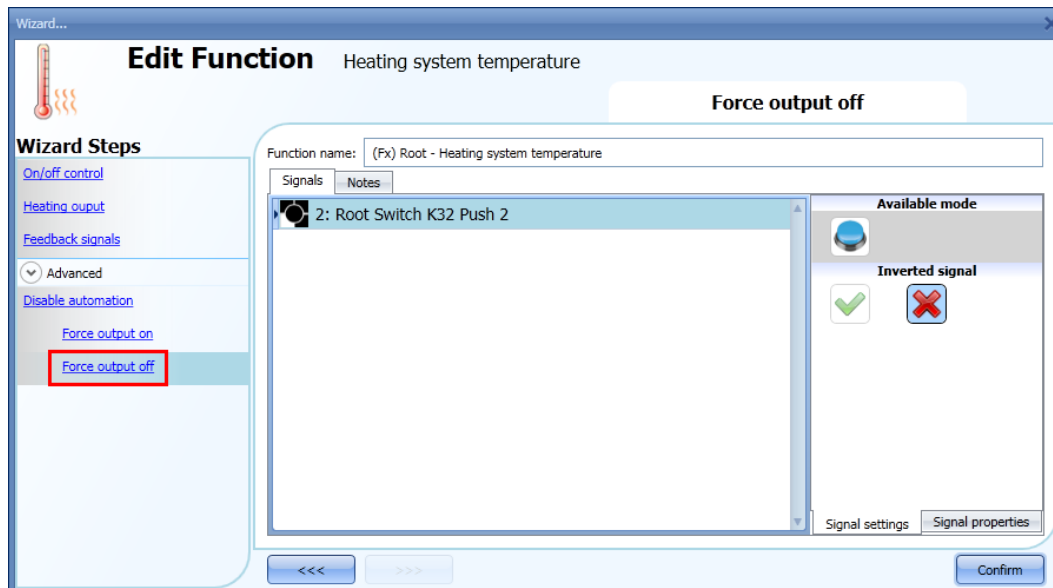 Wizard...
Edit Function Heating system temperature
Force output off
Wizard Steps
On/off control
Heating ouput
Feedback signals
Advanced
Disable automation
Force output on
Force output off
Function name: (Fx) Root - Heating system temperature
Signals Notes
2: Root Switch K32 Push 2
Available mode
Inverted signal
Signal settings Signal properties
<<< >>> Confirm